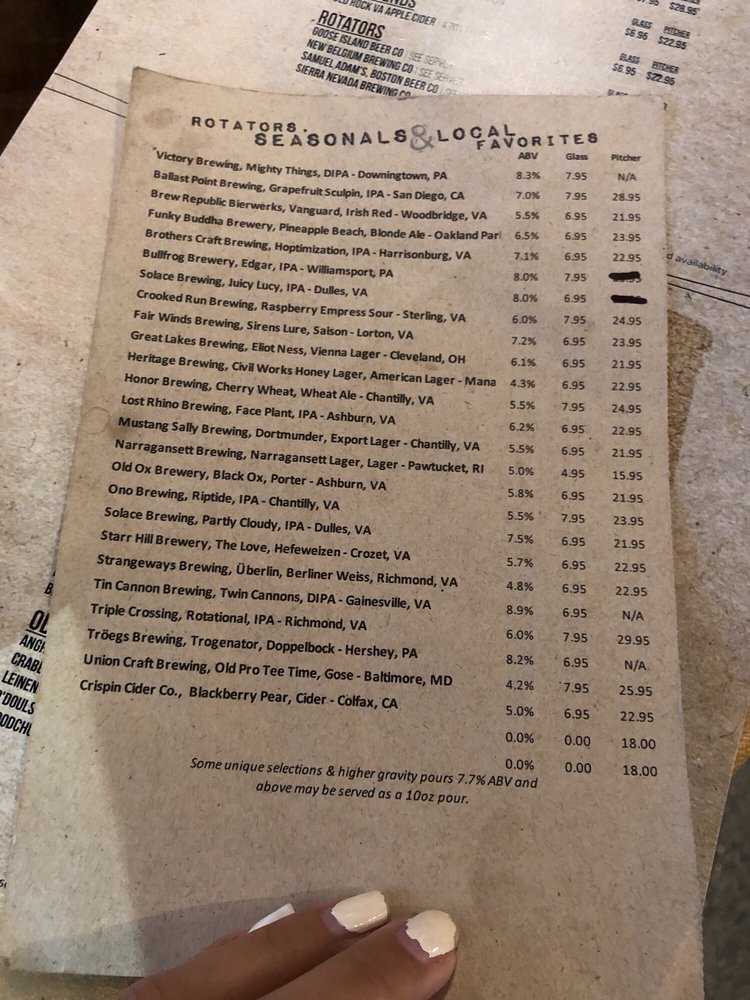 OLD ROCK VA APPLE CIDER
$28.95
ROTATORS
GLASS PITCHER
GOOSE ISLAND BEER CO $6.95 $22.95
NEW BELGIUM BREWING CO SEE
SAMUEL ADAM'S, BOSTON BEER CO GLASS PITCHER
SIERRA NEVADA BREWING CO $6.95 $22.95
ROTATORS,
SEASONALS & LOCAL
FAVORITES
ABV Glass Pitcher
Victory Brewing, Mighty Things, DIPA - Downingtown, PA 8.3% 7.95 N/A
Ballast Point Brewing, Grapefruit Sculpin, IPA - San Diego, CA 7.0% 7.95 28.95
Brew Republic Bierwerks, Vanguard, Irish Red - Woodbridge, VA 5.5% 6.95 21.95
Funky Buddha Brewery, Pineapple Beach, Blonde Ale - Oakland Par 6.5% 6.95 23.95
Brothers Craft Brewing, Hoptimization, IPA - Harrisonburg, VA 7.1% 6.95 22.95
Bullfrog Brewery, Edgar, IPA - Williamsport, PA 8.0% 7.95
Solace Brewing, Juicy Lucy, IPA - Dulles, VA 8.0% 6.95
Crooked Run Brewing, Raspberry Empress Sour - Sterling, VA 6.0% 7.95 24.95
Fair Winds Brewing, Sirens Lure, Saison - Lorton, VA 7.2% 6.95 23.95
Great Lakes Brewing, Eliot Ness, Vienna Lager - Cleveland, OH 6.1% 6.95 21.95
Heritage Brewing, Civil Works Honey Lager, American Lager - Mana 4.3% 6.95 22.95
Honor Brewing, Cherry Wheat, Wheat Ale - Chantilly, VA 5.5% 7.95 24.95
Lost Rhino Brewing, Face Plant, IPA - Ashburn, VA 6.2% 6.95 22.95
Mustang Sally Brewing, Dortmunder, Export Lager - Chantilly, VA 5.5% 6.95 21.95
Narragansett Brewing, Narragansett Lager, Lager - Pawtucket, RI 5.0% 4.95 15.95
Old Ox Brewery, Black Ox, Porter - Ashburn, VA 5.8% 6.95 21.95
Ono Brewing, Riptide, IPA - Chantilly, VA 5.5% 7.95 23.95
Solace Brewing, Partly Cloudy, IPA - Dulles, VA 7.5% 6.95 21.95
Starr Hill Brewery, The Love, Hefeweizen - Crozet, VA 5.7% 6.95 22.95
Strangeways Brewing, Überlin, Berliner Weiss, Richmond, VA 4.8% 6.95 22.95
Tin Cannon Brewing, Twin Cannons, DIPA - Gainesville, VA 8.9% 6.95 N/A
Triple Crossing, Rotational, IPA - Richmond, VA 6.0% 7.95 29.95
Tröegs Brewing, Trogenator, Doppelbock - Hershey, PA 8.2% 6.95 N/A
Union Craft Brewing, Old Pro Tee Time, Gose - Baltimore, MD 4.2% 7.95 25.95
Crispin Cider Co., Blackberry Pear, Cider - Colfax, CA 5.0% 6.95 22.95
0.0% 0.00 18.00
0.0% 0.00 18.00
Some unique selections & higher gravity pours 7.7% ABV and
above may be served as a 10oz pour.
availability
LEINEN